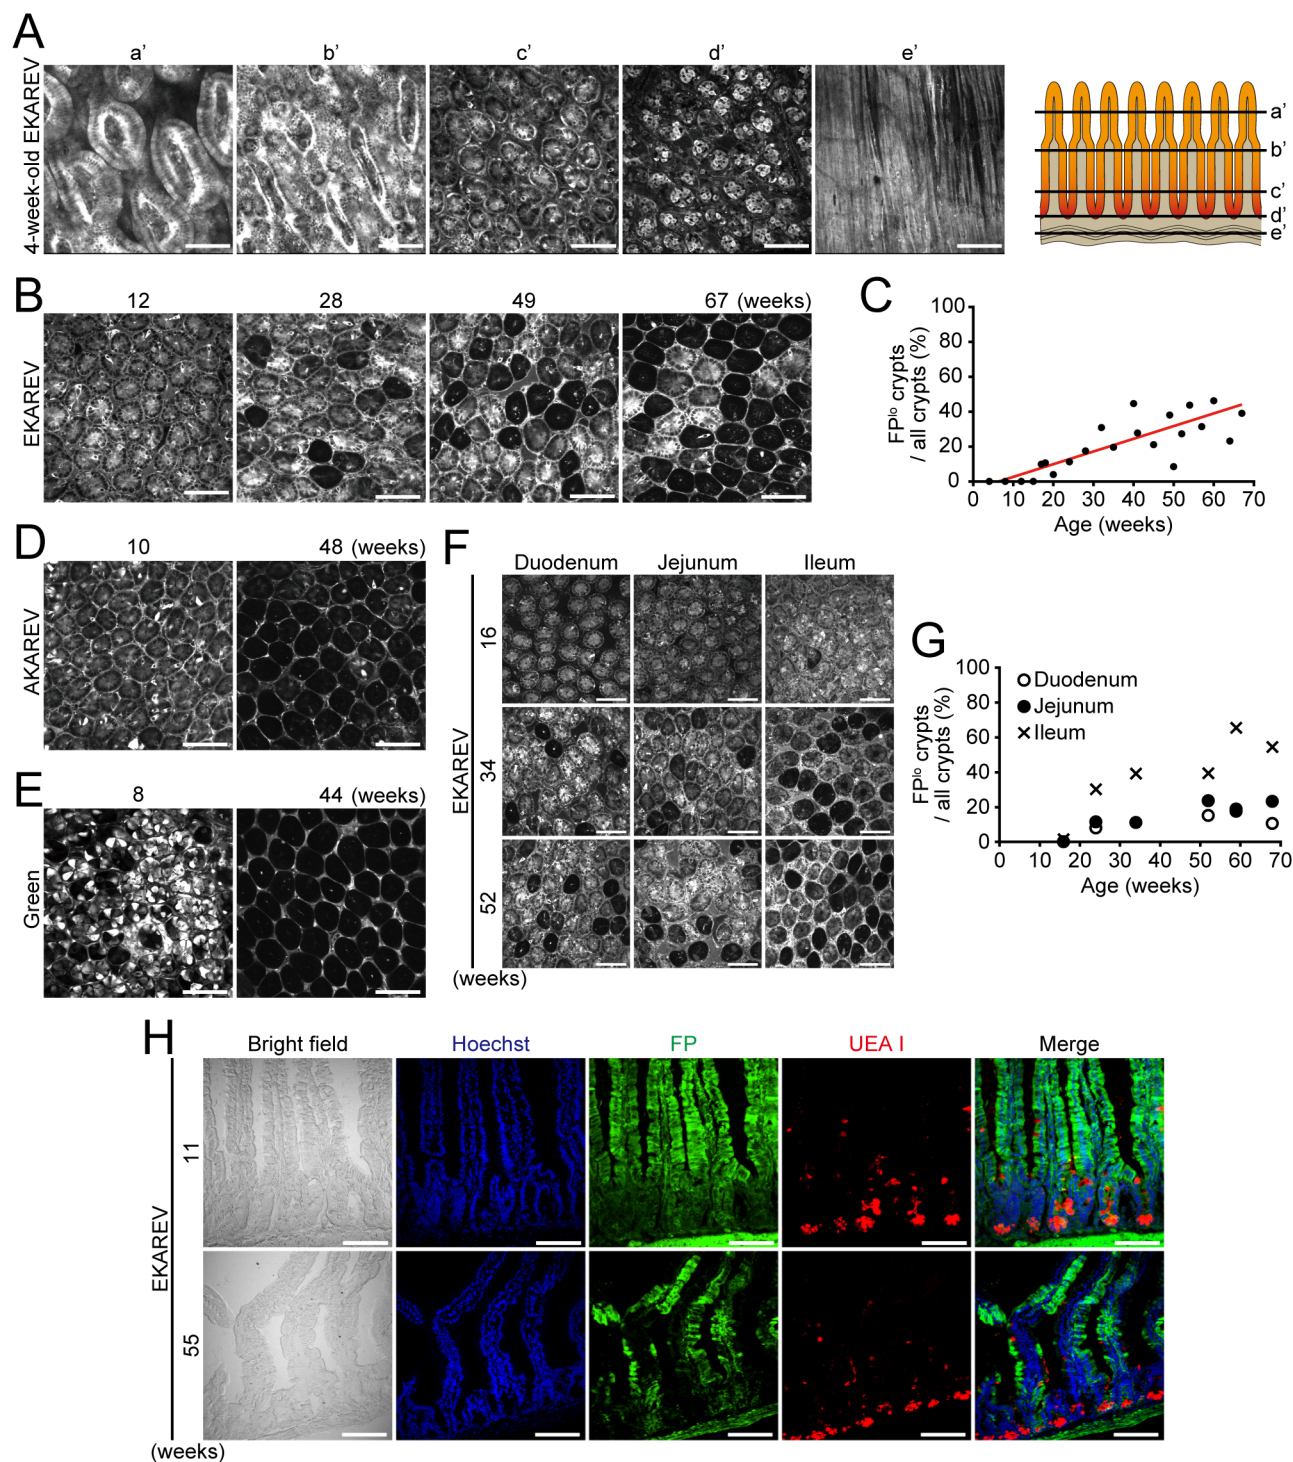 A
a’ b’ c’ d’ e’
4-week-old EKAREV
a’
b’
c’
d’
e’
B
12 28 49 67 (weeks)
EKAREV
C
100
80
60
40
20
0
FPlo crypts
/ all crypts (%)
0 10 20 30 40 50 60 70
Age (weeks)
D
10 48 (weeks)
AKAREV
E
8 44 (weeks)
Green
F
Duodenum Jejunum Ileum
EKAREV
16
34
52
(weeks)
G
100
80
60
40
20
0
FPlo crypts
/ all crypts (%)
Duodenum
Jejunum
Ileum
0 10 20 30 40 50 60 70
Age (weeks)
H
Bright field Hoechst FP UEA I Merge
EKAREV
11
55
(weeks)